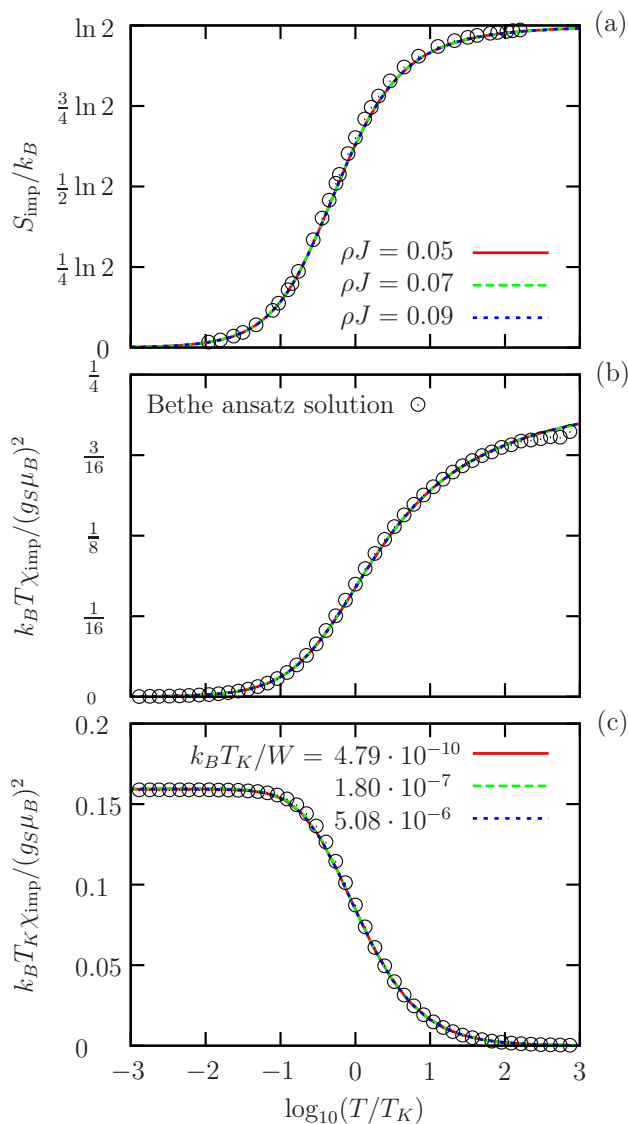 (a)
ln 2
3/4 ln 2
1/2 ln 2
1/4 ln 2
0
S_imp/k_B
ρJ = 0.05
ρJ = 0.07
ρJ = 0.09
(b)
1/4
3/16
1/8
1/16
0
k_B T χ_imp/(g_S μ_B)^2
Bethe ansatz solution
(c)
0.2
0.15
0.1
0.05
0
k_B T_K χ_imp/(g_S μ_B)^2
k_B T_K/W = 4.79 · 10^−10
1.80 · 10^−7
5.08 · 10^−6
−3 −2 −1 0 1 2 3
log_10(T/T_K)